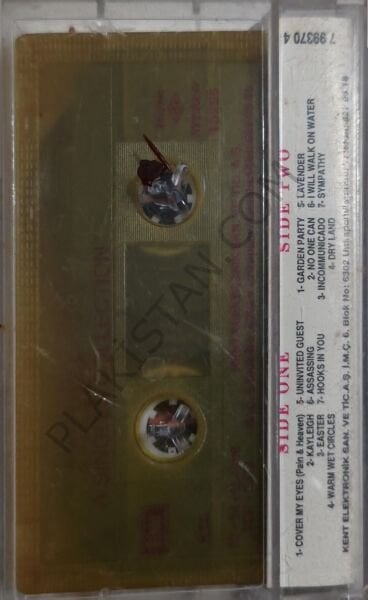 7 99370 4
SIDE ONE
1- COVER MY EYES (Pain & Heaven) 5- UNINVITED GUEST
2- KAYLEIGH 6- ASSASSING
3- EASTER 7- HOOKS IN YOU
4- WARM WET CIRCLES
SIDE TWO
1- GARDEN PARTY 5- LAVENDER
2- NO ONE CAN 6- I WILL WALK ON WATER
3- INCOMMUNICADO 7- SYMPATHY
4- DRY LAND
KENT ELEKTRONİK SAN. VE TİC. A.Ş. İ.M.Ç. 6. Blok No: 6302
PLAKISTAN.COM